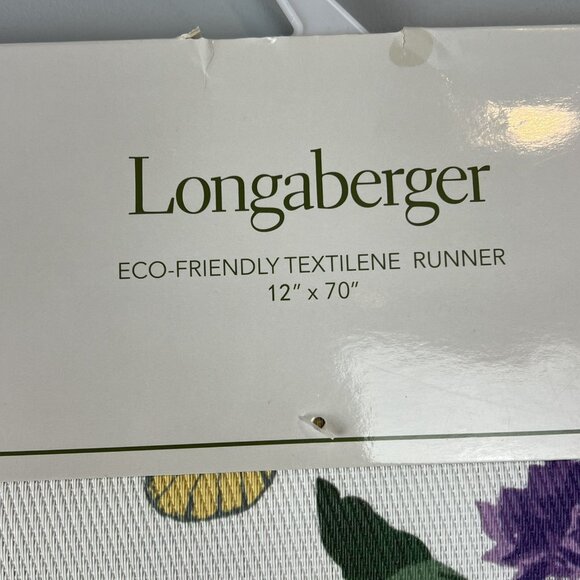 Longaberger
ECO-FRIENDLY TEXTILENE RUNNER
12” x 70”